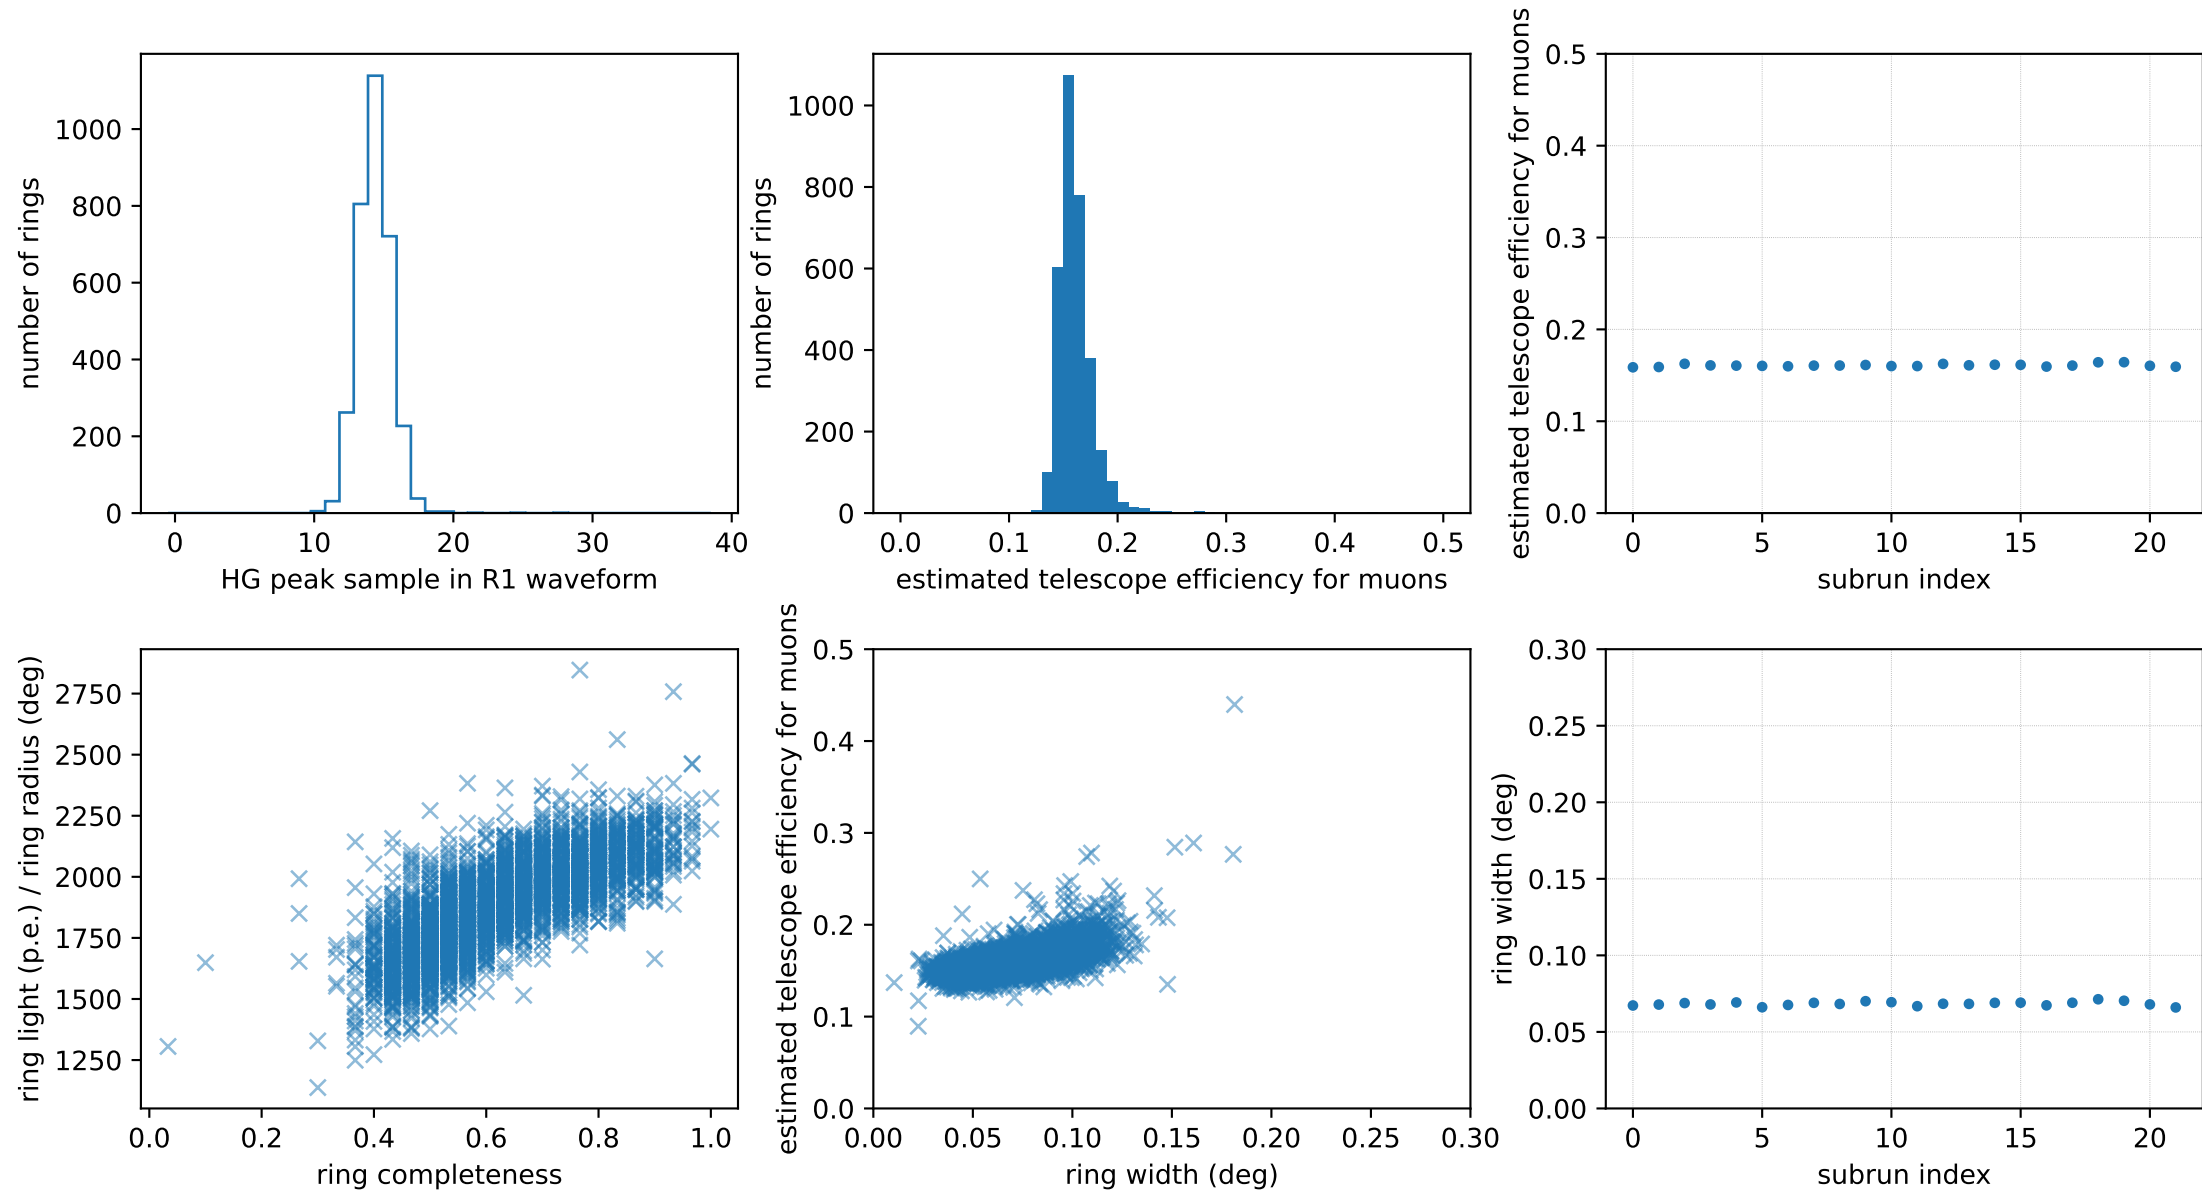 number of rings
1000
800
600
400
200
0
0 10 20 30 40
HG peak sample in R1 waveform
number of rings
1000
800
600
400
200
0
0.0 0.1 0.2 0.3 0.4 0.5
estimated telescope efficiency for muons
estimated telescope efficiency for muons
0.5
0.4
0.3
0.2
0.1
0.0
0 5 10 15 20
subrun index
ring light (p.e.) / ring radius (deg)
2750
2500
2250
2000
1750
1500
1250
0.0 0.2 0.4 0.6 0.8 1.0
ring completeness
estimated telescope efficiency for muons
0.5
0.4
0.3
0.2
0.1
0.0
0.00 0.05 0.10 0.15 0.20 0.25 0.30
ring width (deg)
ring width (deg)
0.30
0.25
0.20
0.15
0.10
0.05
0.00
0 5 10 15 20
subrun index